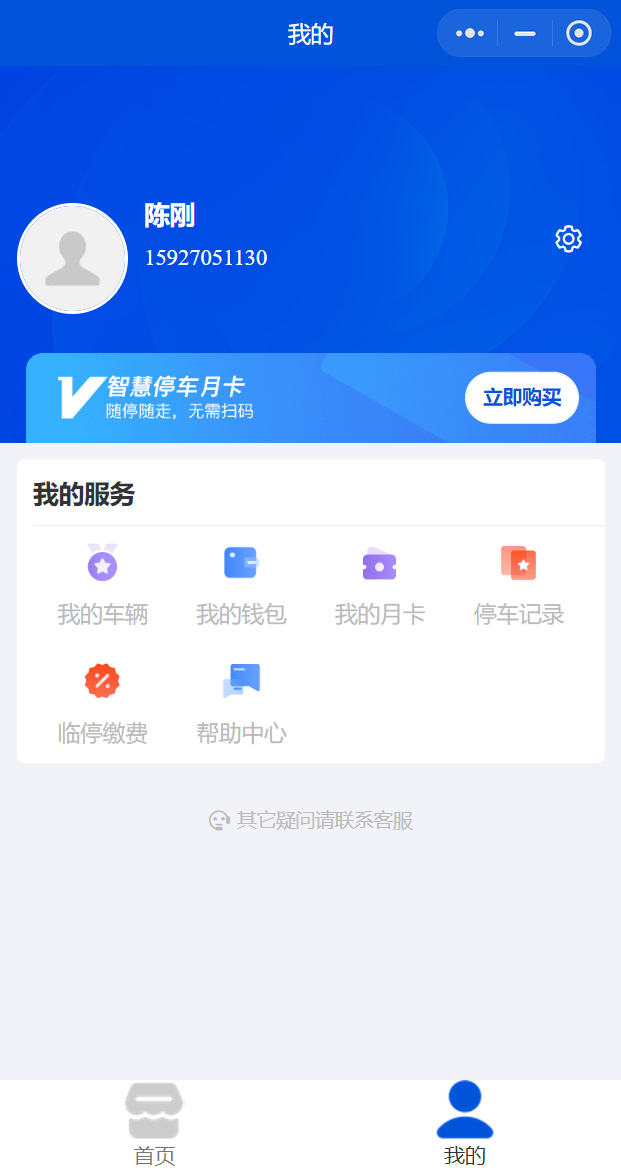 我的
陈刚
15927051130
智慧停车月卡
随停随走，无需扫码
立即购买
我的服务
我的车辆 我的钱包 我的月卡 停车记录
临停缴费 帮助中心
其它疑问请联系客服
首页 我的